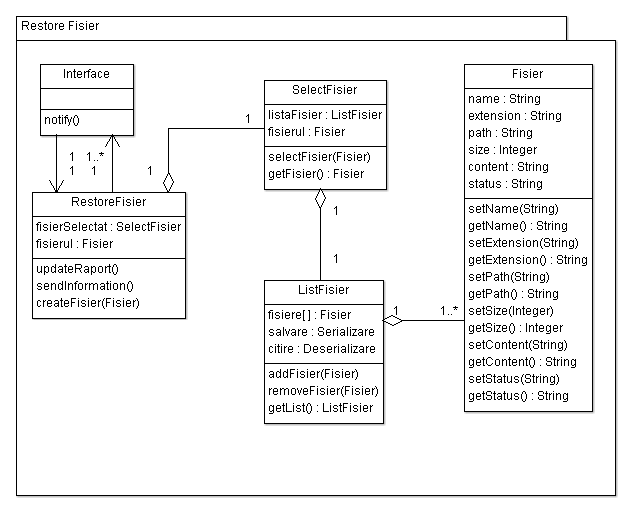 Restore Fisier
Interface
notify()
1 1..*
1 1
RestoreFisier
fisierSelectat : SelectFisier
fisierul : Fisier
updateRaport()
sendInformation()
createFisier(Fisier)
1
1
SelectFisier
listaFisier : ListFisier
fisierul : Fisier
selectFisier(Fisier)
getFisier() : Fisier
1
1
ListFisier
fisiere[ ] : Fisier
salvare : Serializare
citire : Deserializare
addFisier(Fisier)
removeFisier(Fisier)
getList() : ListFisier
1 1..*
Fisier
name : String
extension : String
path : String
size : Integer
content : String
status : String
setName(String)
getName() : String
setExtension(String)
getExtension() : String
setPath(String)
getPath() : String
setSize(Integer)
getSize() : Integer
setContent(String)
getContent() : String
setStatus(String)
getStatus() : String